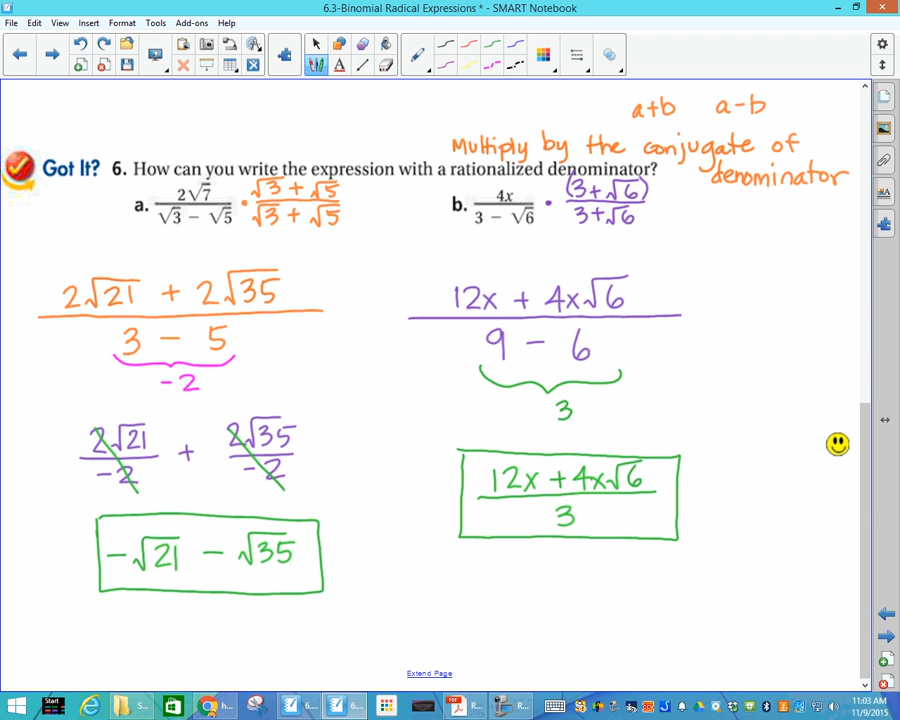 6.3-Binomial Radical Expressions * - SMART Notebook
File Edit View Insert Format Tools Add-ons Help
a+b a-b
Multiply by the conjugate of
denominator
Got It? 6. How can you write the expression with a rationalized denominator?
a. 2√7 / (√3 - √5) • (√3 + √5) / (√3 + √5)
b. 4x / (3 - √6) • (3+√6) / (3+√6)
(2√21 + 2√35) / (3 - 5)
-2
2√21 / -2 + 2√35 / -2
-√21 - √35
(12x + 4x√6) / (9 - 6)
3
(12x + 4x√6) / 3
Extend Page
Start S... h... 6... 6... R... R... 11:03 AM
11/9/2015